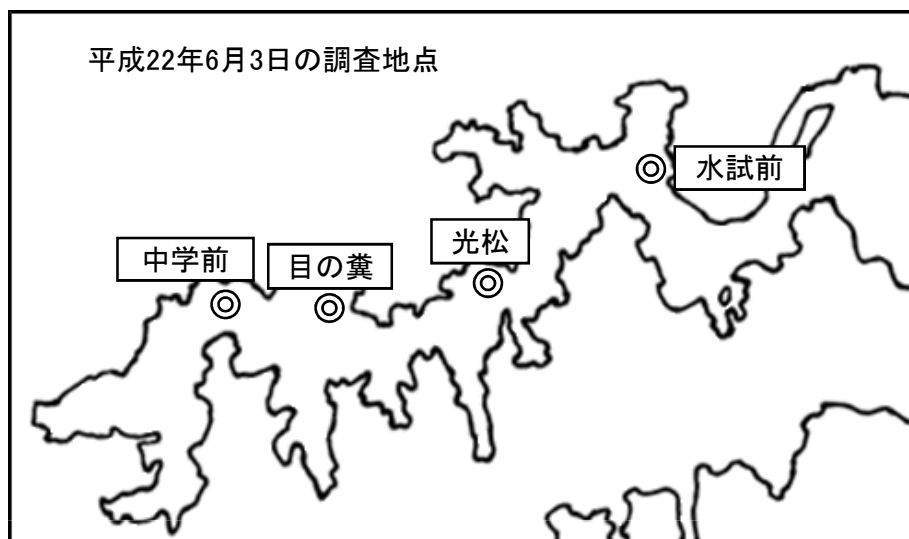 平成22年6月3日の調査地点
水試前
光松
中学前
目の糞